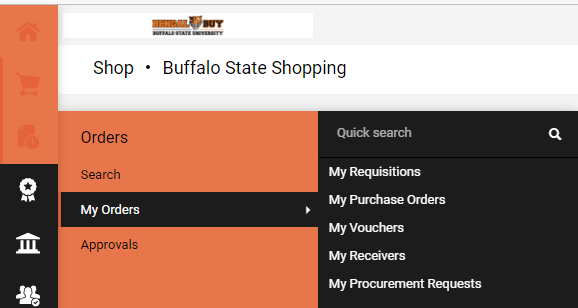 BENGAL BUY
BUFFALO STATE UNIVERSITY
Shop • Buffalo State Shopping
Orders
Search
My Orders
Approvals
Quick search
My Requisitions
My Purchase Orders
My Vouchers
My Receivers
My Procurement Requests